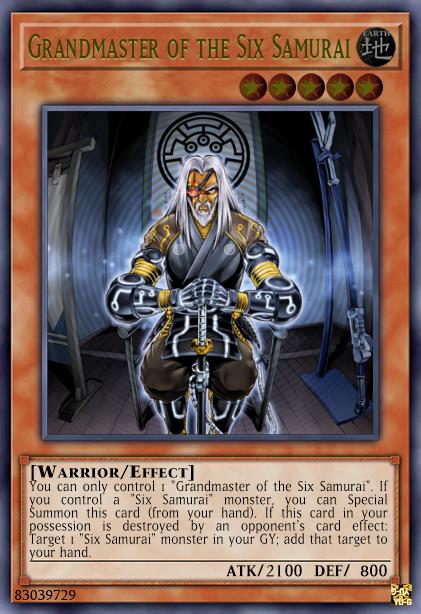 GRANDMASTER OF THE SIX SAMURAI
EARTH
地
[WARRIOR/EFFECT]
You can only control 1 "Grandmaster of the Six Samurai". If
you control a "Six Samurai" monster, you can Special
Summon this card (from your hand). If this card in your
possession is destroyed by an opponent's card effect:
Target 1 "Six Samurai" monster in your GY; add that target to
your hand.
ATK/2100 DEF/ 800
83039729